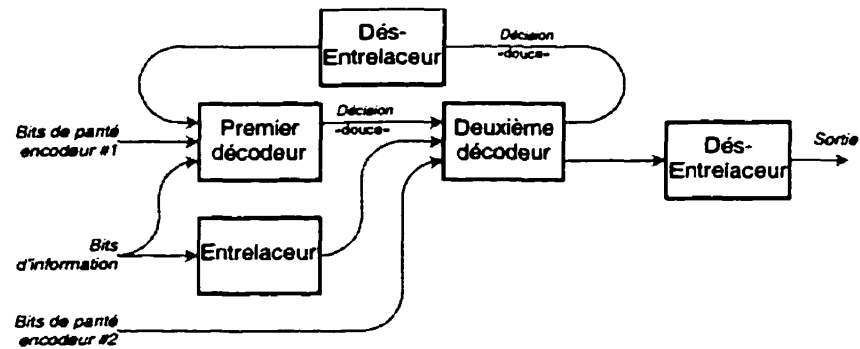 Dés-
Entrelaceur
Décision
-douce-
Bits de parité
encodeur #1
Premier
décodeur
Décision
-douce-
Deuxième
décodeur
Dés-
Entrelaceur
Sortie
Bits
d'information
Entrelaceur
Bits de parité
encodeur #2